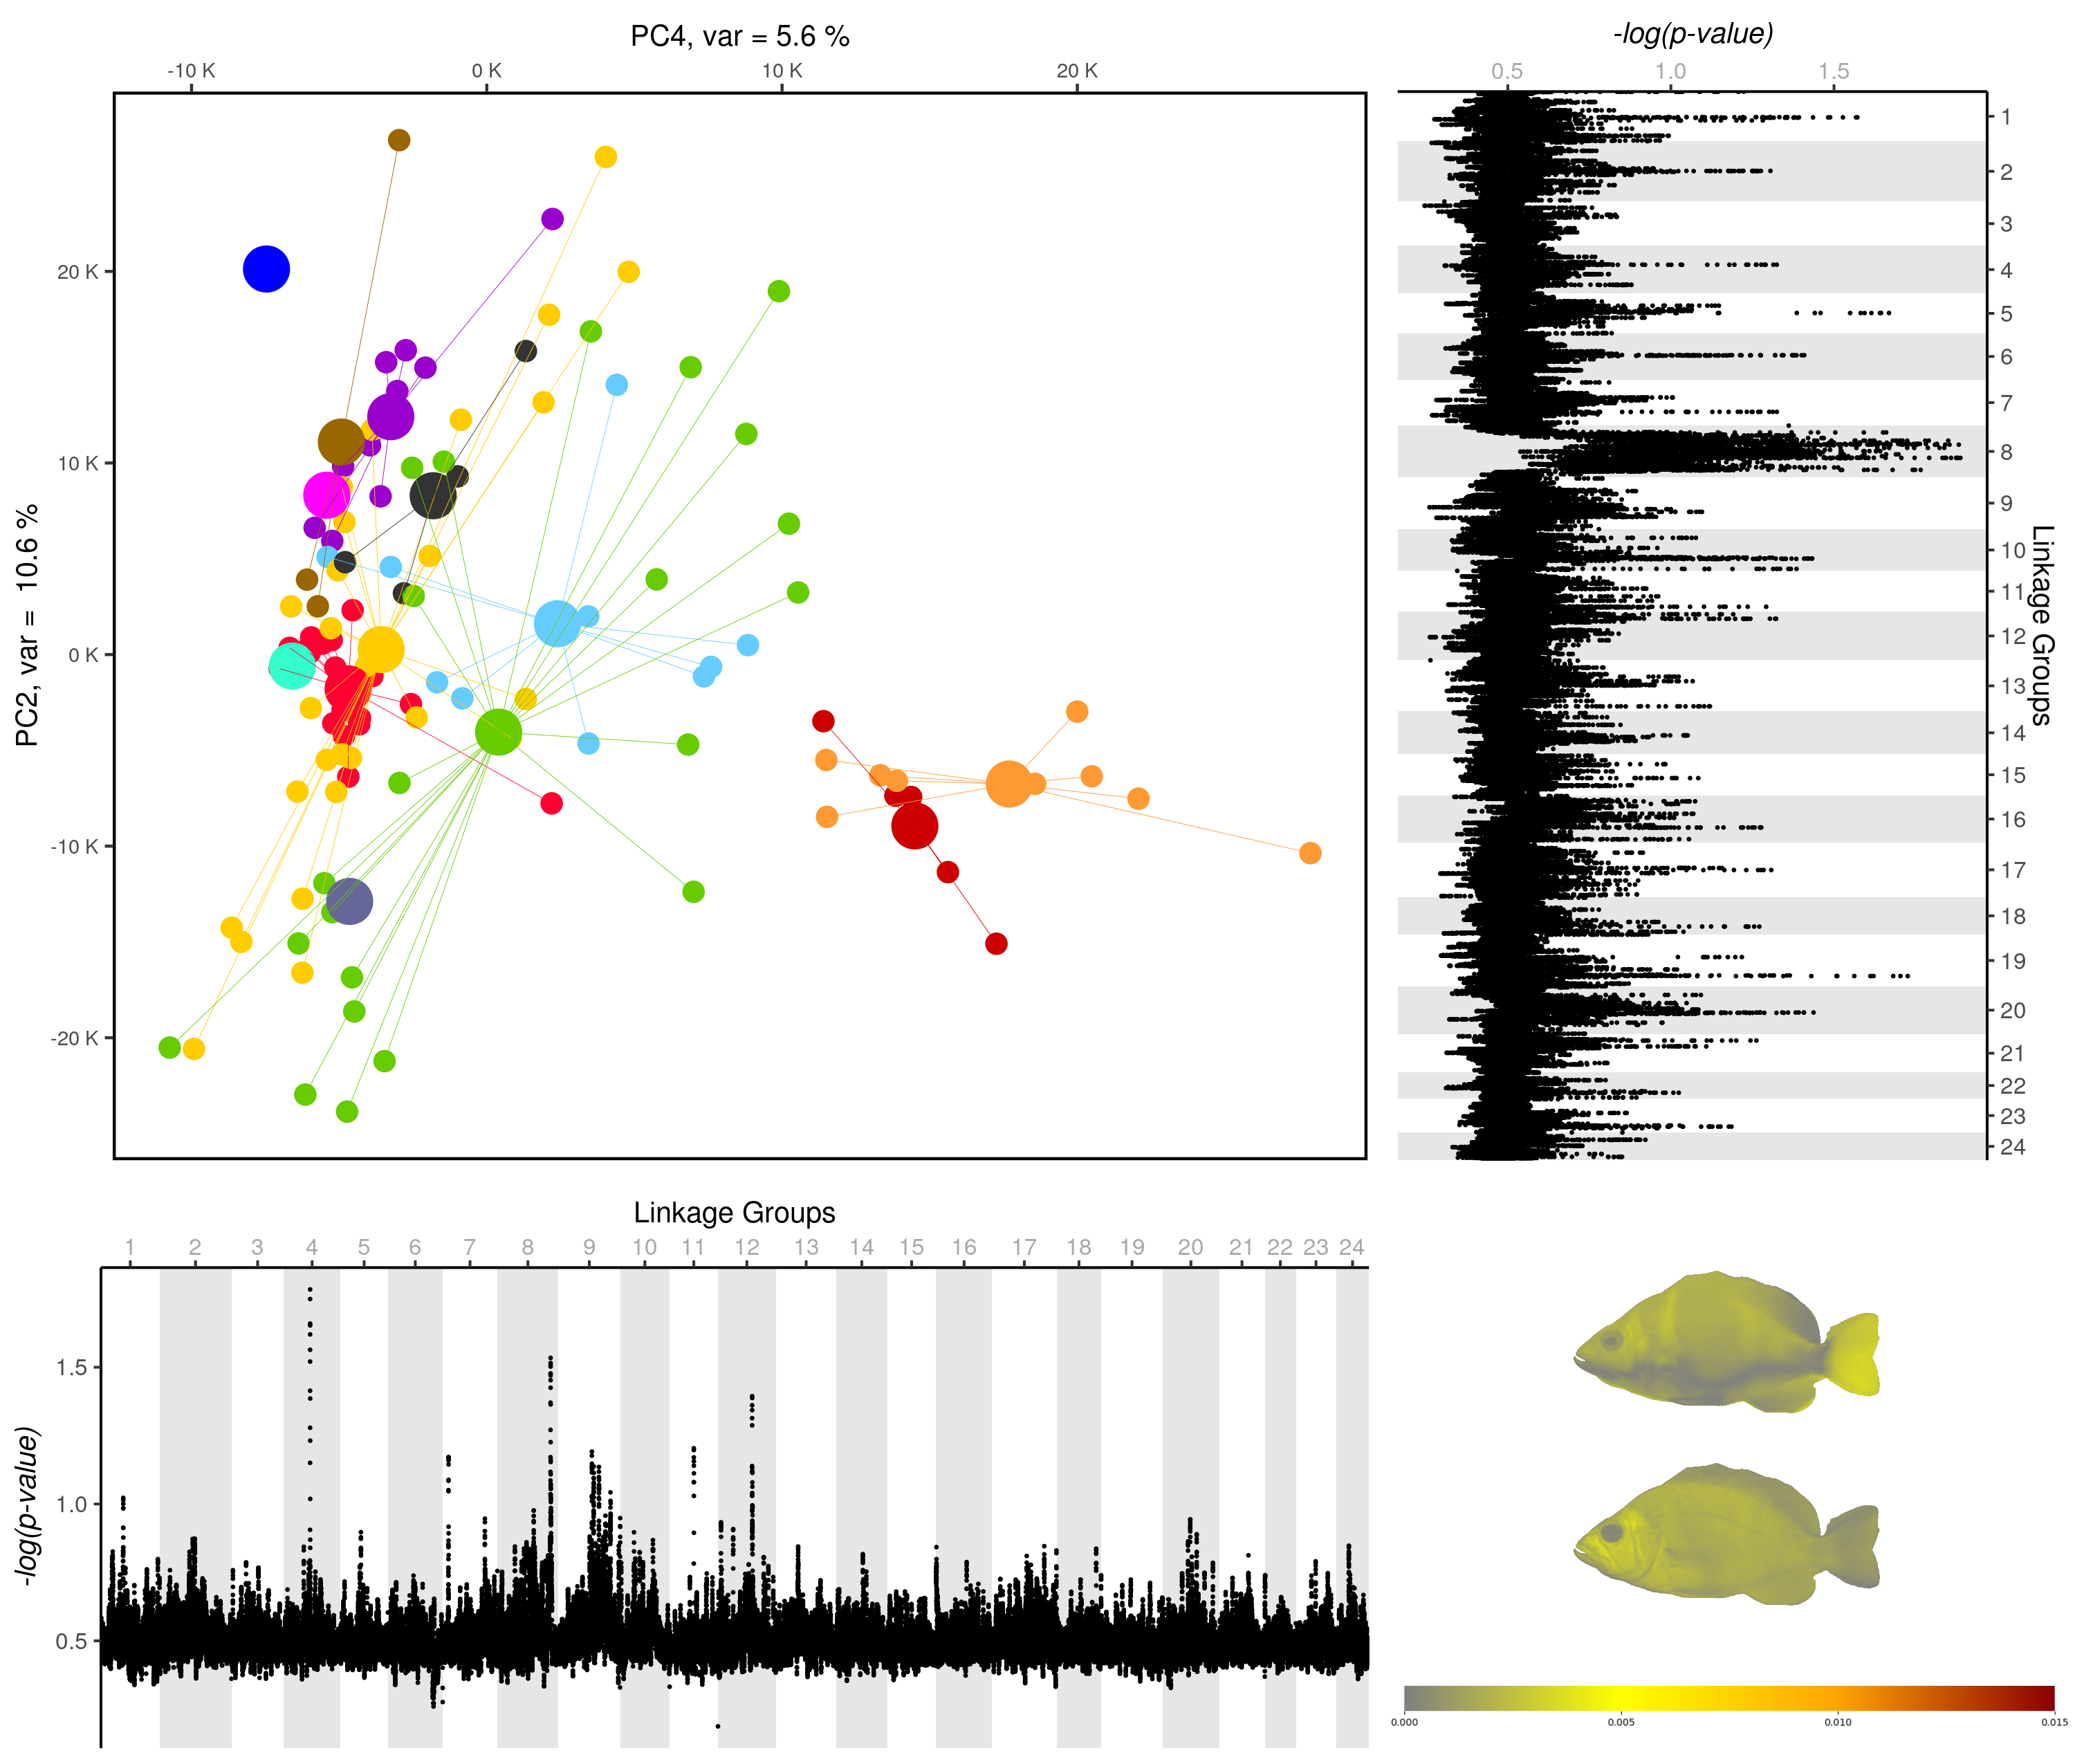 PC4, var = 5.6 %
-10 K 0 K 10 K 20 K
PC2, var = 10.6 %
20 K
10 K
0 K
-10 K
-20 K
-log(p-value)
0.5 1.0 1.5
1
2
3
4
5
6
7
8
9
10
11
12
13
14
15
16
17
18
19
20
21
22
23
24
Linkage Groups
Linkage Groups
1 2 3 4 5 6 7 8 9 10 11 12 13 14 15 16 17 18 19 20 21 22 23 24
-log(p-value)
1.5
1.0
0.5
0.000 0.005 0.010 0.015